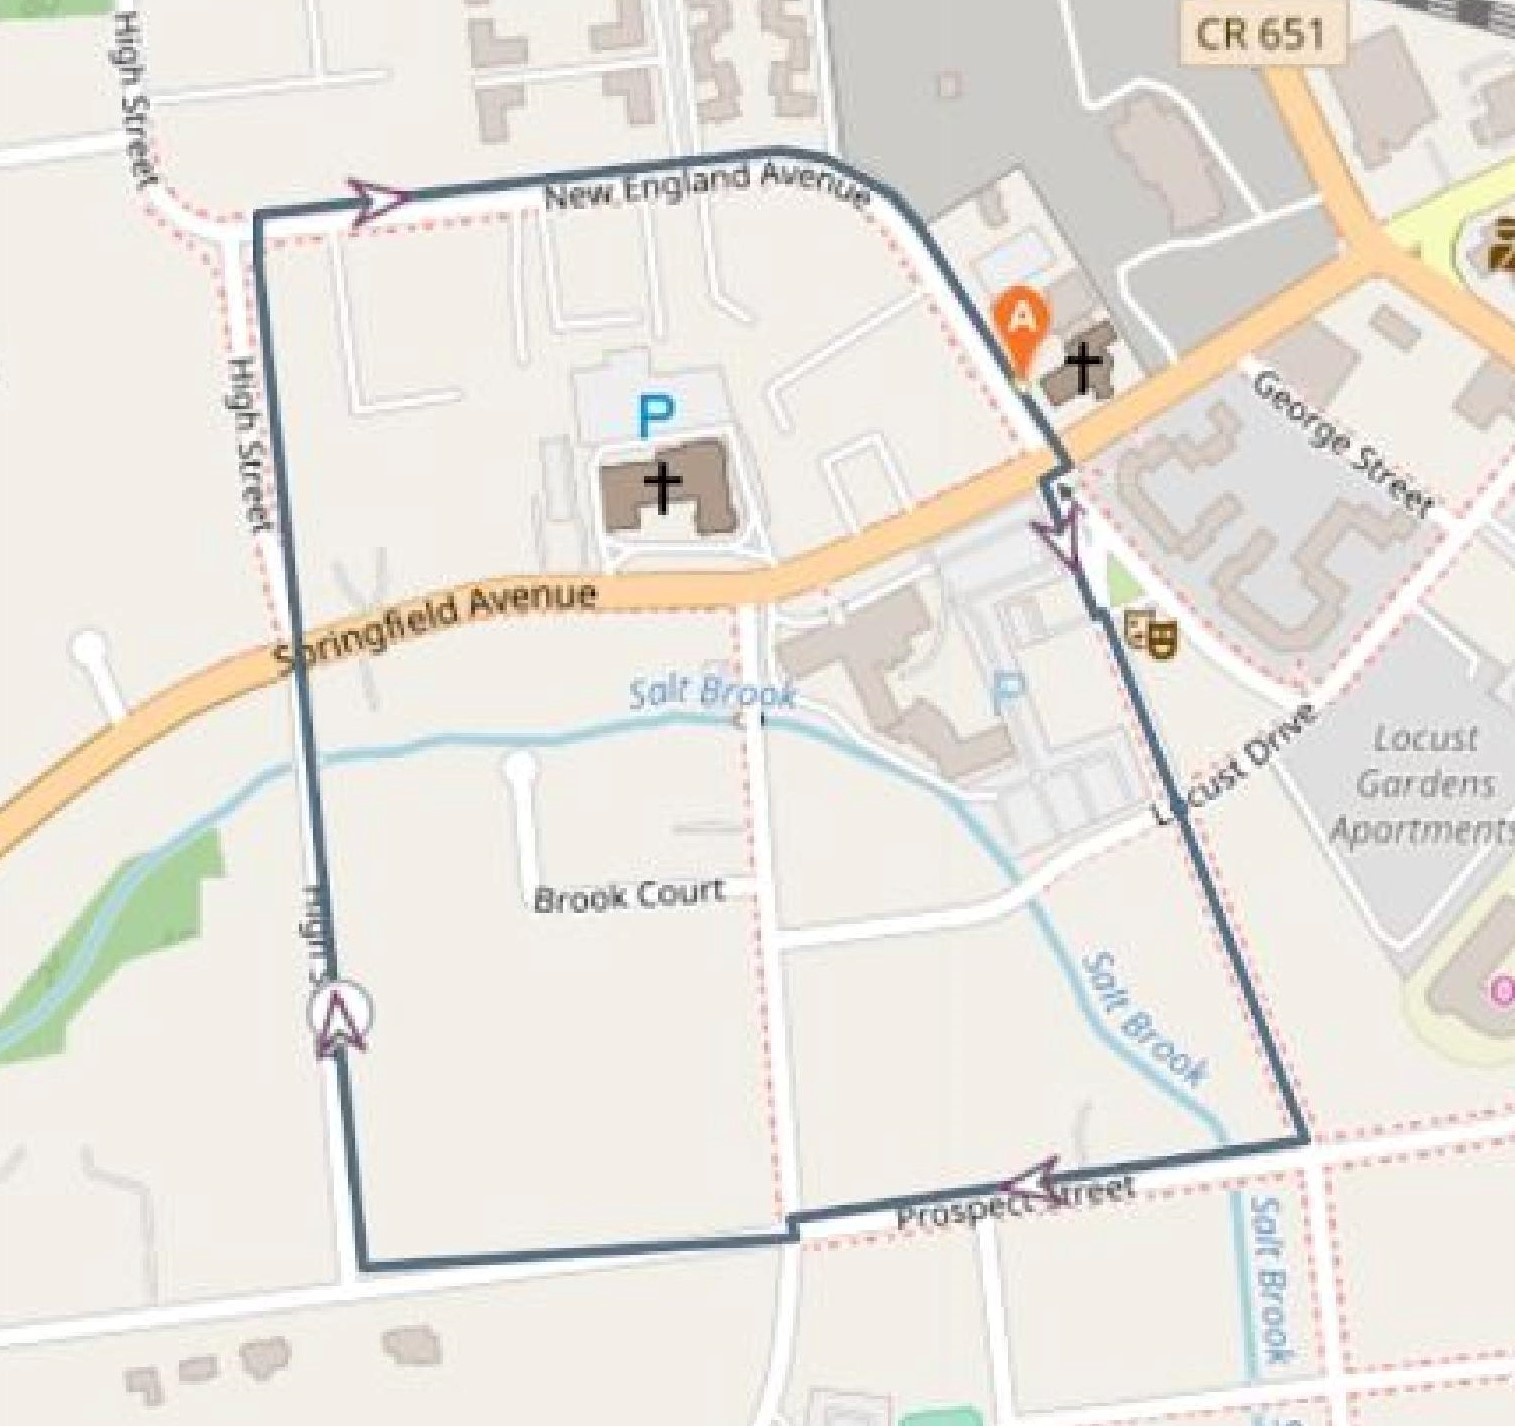 High Street
CR 651
New England Avenue
A
High Street
P
George Street
Springfield Avenue
Salt Brook
P
Locust Drive
Locust
Gardens
Apartments
Brook Court
High S
Salt Brook
Prospect Street
Salt Brook